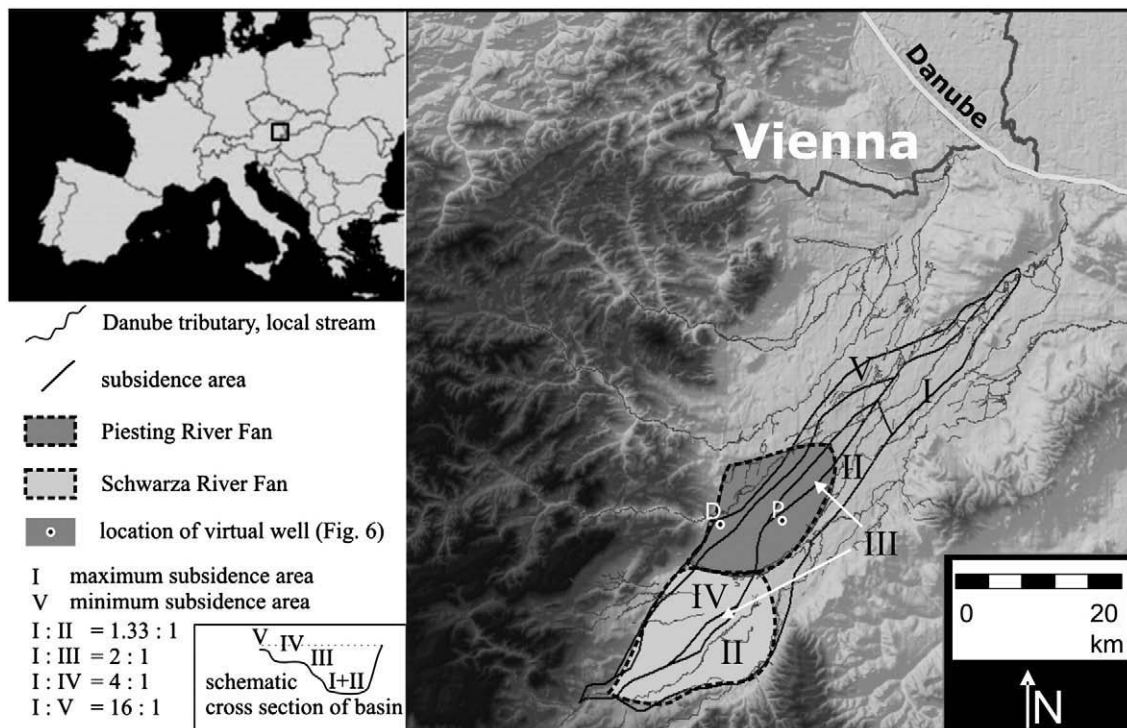 Danube tributary, local stream
subsidence area
Piesting River Fan
Schwarza River Fan
location of virtual well (Fig. 6)
I maximum subsidence area
V minimum subsidence area
I : II = 1.33 : 1
I : III = 2 : 1
I : IV = 4 : 1
I : V = 16 : 1
V
IV
III
I+II
schematic
cross section of basin
Danube
Vienna
V
I
II
D
P
III
IV
II
0 20
km
N